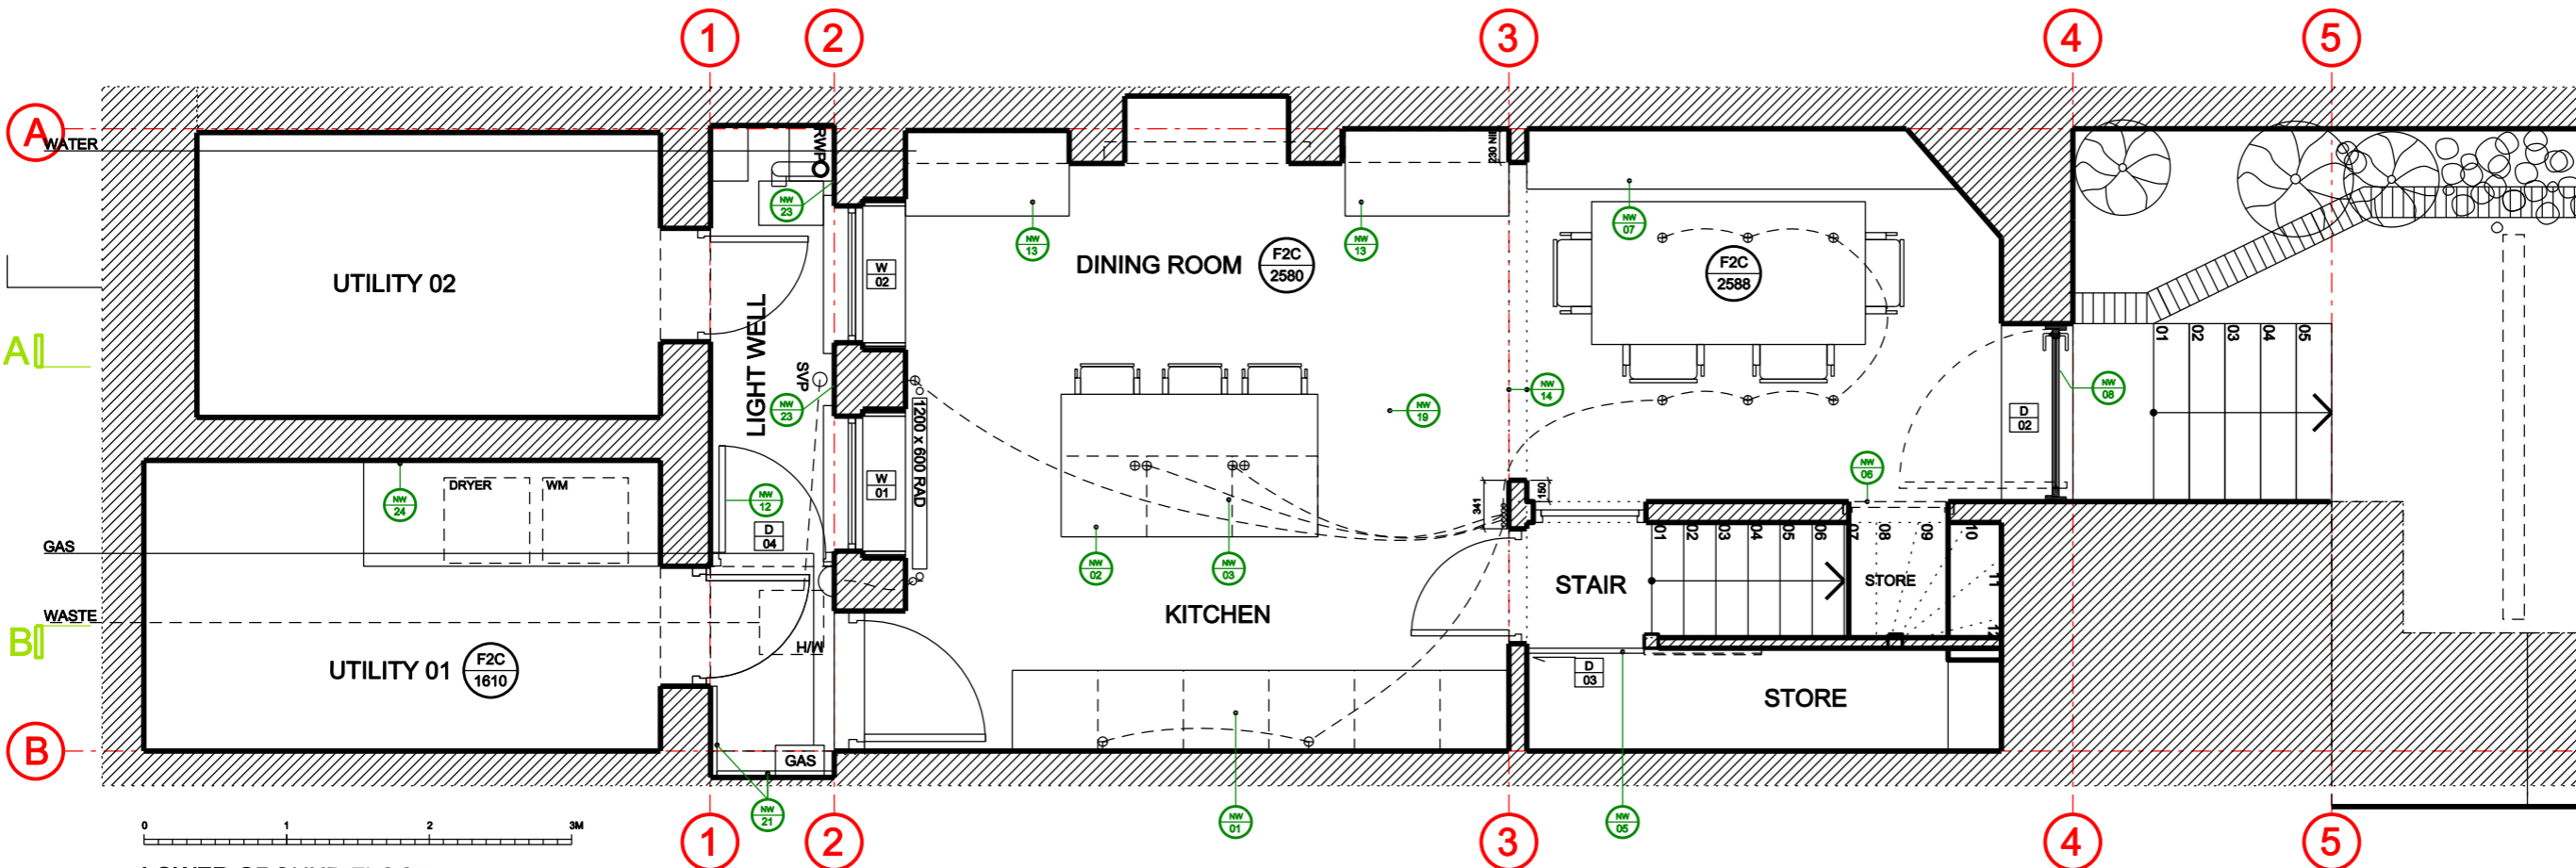 1 2 3 4 5
A
WATER
RWP
230 NIB
NW
23
NW
13
NW
13
NW
07
DINING ROOM
F2C
2580
F2C
2588
W
02
UTILITY 02
LIGHT WELL
A
SVP
NW
23
NW
19
NW
14
NW
08
D
02
01 02 03 04 05
1200 x 600 RAD
W
01
DRYER
WM
NW
24
NW
12
D
04
NW
06
341
150
GAS
NW
02
NW
03
01 02 03 04 05 06 07 08 09 10
11
12
STAIR
STORE
WASTE
KITCHEN
B
H/W
UTILITY 01
F2C
1610
D
03
STORE
B
GAS
NW
21
NW
01
NW
05
0 1 2 3M
1 2 3 4 5